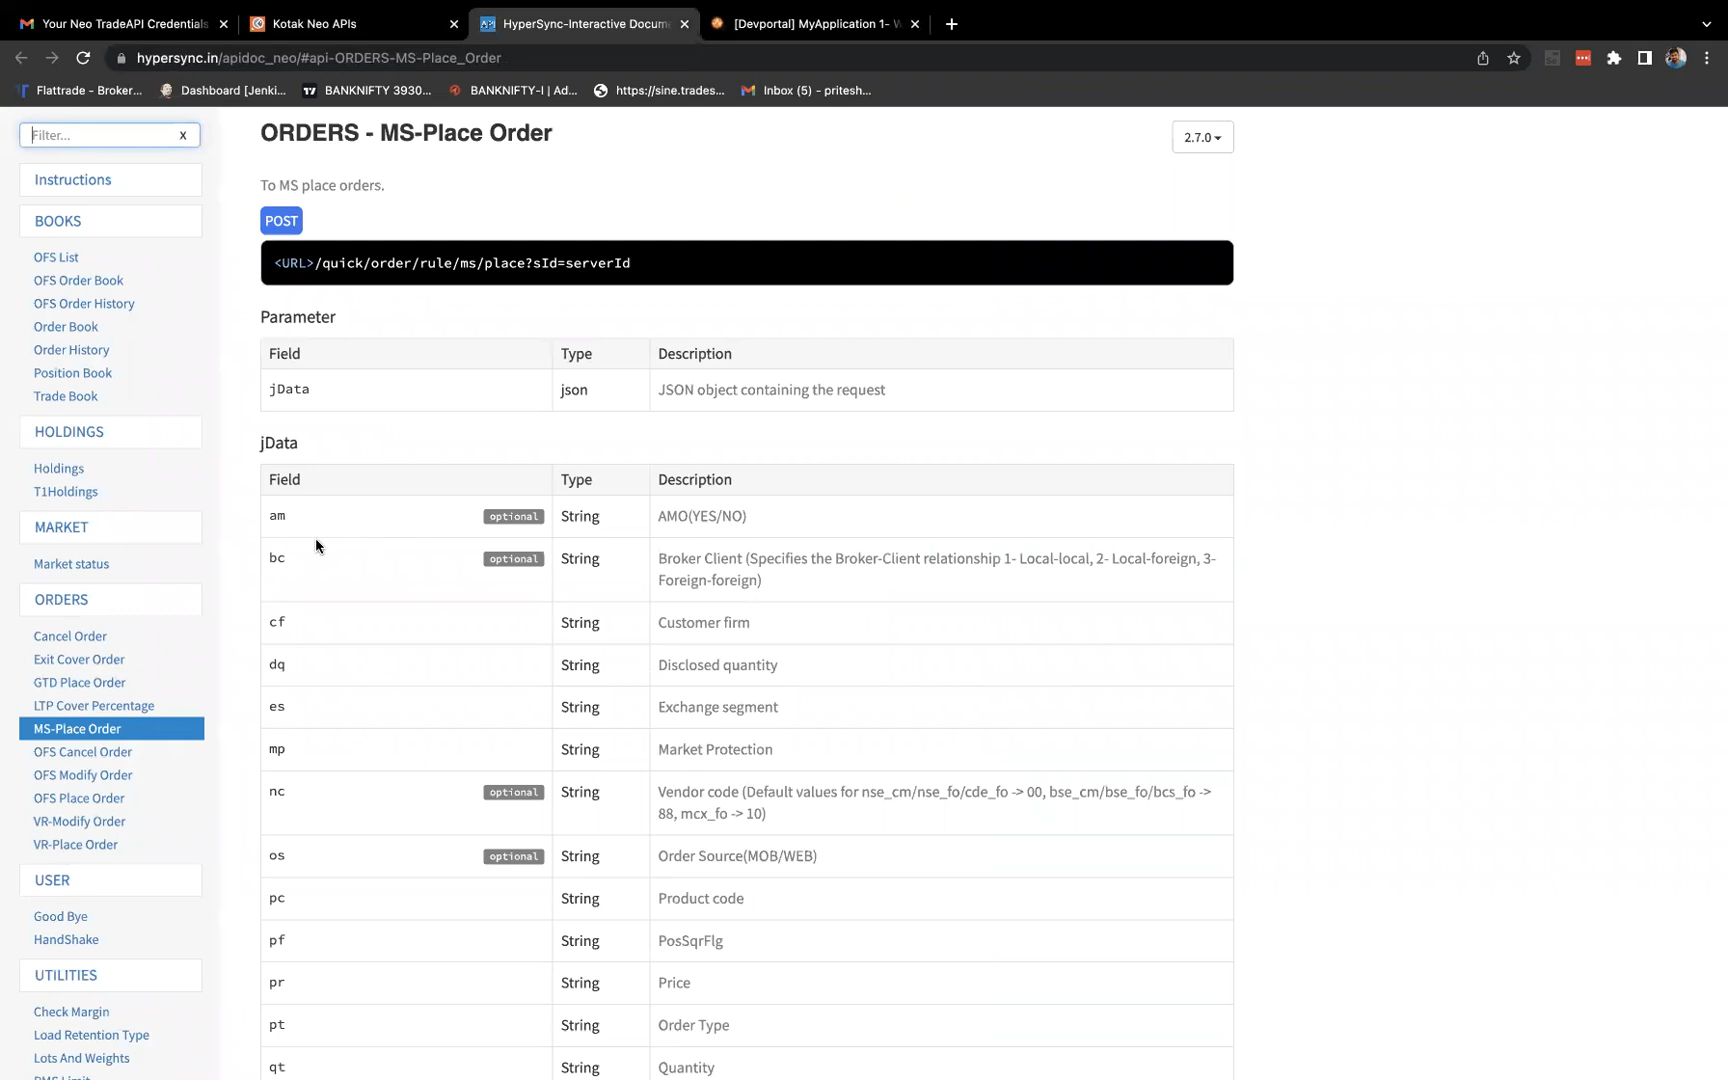 Your Neo TradeAPI Credentials
Kotak Neo APIs
HyperSync-Interactive Docume
[Devportal] MyApplication 1-
hypersync.in/apidoc_neo/#api-ORDERS-MS-Place_Order
Flattrade - Broker...
Dashboard [Jenki...
BANKNIFTY 3930...
BANKNIFTY-I | Ad...
https://sine.trades...
Inbox (5) - pritesh...
Filter...
x
Instructions
BOOKS
OFS List
OFS Order Book
OFS Order History
Order Book
Order History
Position Book
Trade Book
HOLDINGS
Holdings
T1Holdings
MARKET
Market status
ORDERS
Cancel Order
Exit Cover Order
GTD Place Order
LTP Cover Percentage
MS-Place Order
OFS Cancel Order
OFS Modify Order
OFS Place Order
VR-Modify Order
VR-Place Order
USER
Good Bye
HandShake
UTILITIES
Check Margin
Load Retention Type
Lots And Weights
ORDERS - MS-Place Order
2.7.0
To MS place orders.
POST
<URL>/quick/order/rule/ms/place?sId=serverId
Parameter
Field Type Description
jData json JSON object containing the request
jData
Field Type Description
am optional String AMO(YES/NO)
bc optional String Broker Client (Specifies the Broker-Client relationship 1- Local-local, 2- Local-foreign, 3-
Foreign-foreign)
cf String Customer firm
dq String Disclosed quantity
es String Exchange segment
mp String Market Protection
nc optional String Vendor code (Default values for nse_cm/nse_fo/cde_fo -> 00, bse_cm/bse_fo/bcs_fo ->
88, mcx_fo -> 10)
os optional String Order Source(MOB/WEB)
pc String Product code
pf String PosSqrFlg
pr String Price
pt String Order Type
qt String Quantity